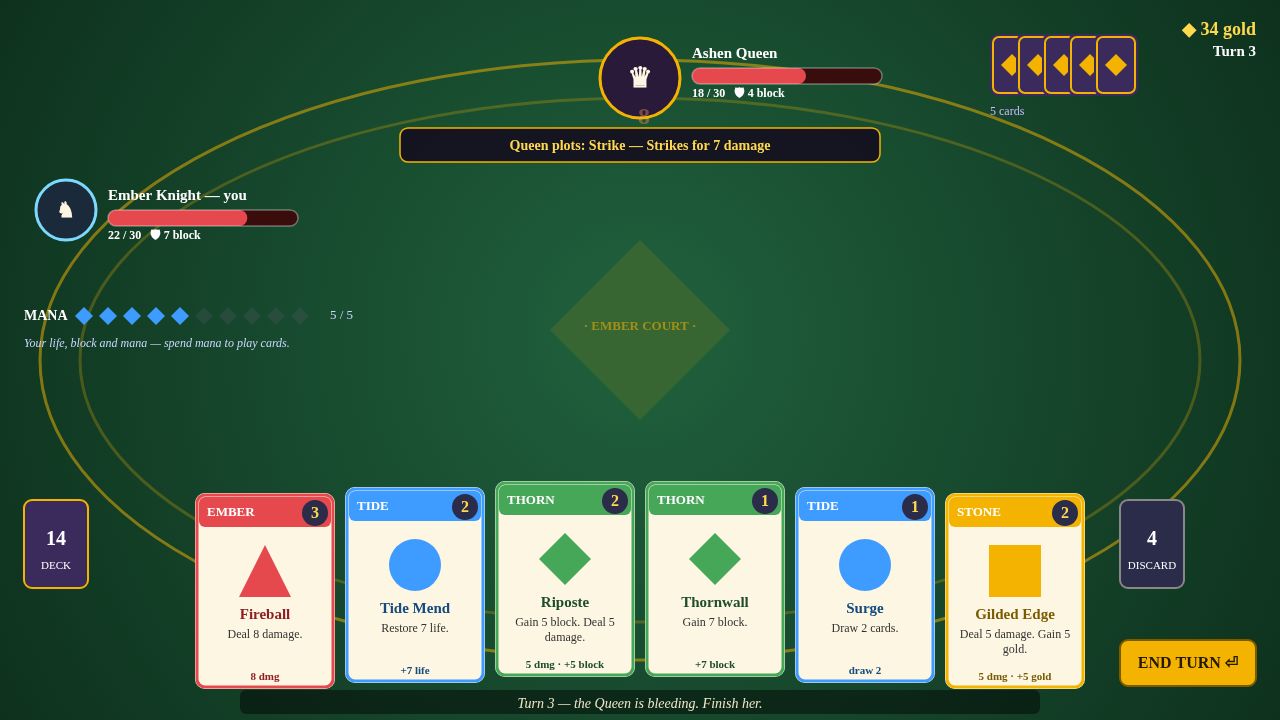 ◆ 34 gold
Turn 3
Ashen Queen
18 / 30 4 block
8
5 cards
Queen plots: Strike — Strikes for 7 damage
Ember Knight — you
22 / 30 7 block
MANA
5 / 5
Your life, block and mana — spend mana to play cards.
· EMBER COURT ·
14
DECK
EMBER 3
Fireball
Deal 8 damage.
8 dmg
TIDE 2
Tide Mend
Restore 7 life.
+7 life
THORN 2
Riposte
Gain 5 block. Deal 5
damage.
5 dmg · +5 block
THORN 1
Thornwall
Gain 7 block.
+7 block
TIDE 1
Surge
Draw 2 cards.
draw 2
STONE 2
Gilded Edge
Deal 5 damage. Gain 5
gold.
5 dmg · +5 gold
4
DISCARD
END TURN ⏎
Turn 3 — the Queen is bleeding. Finish her.